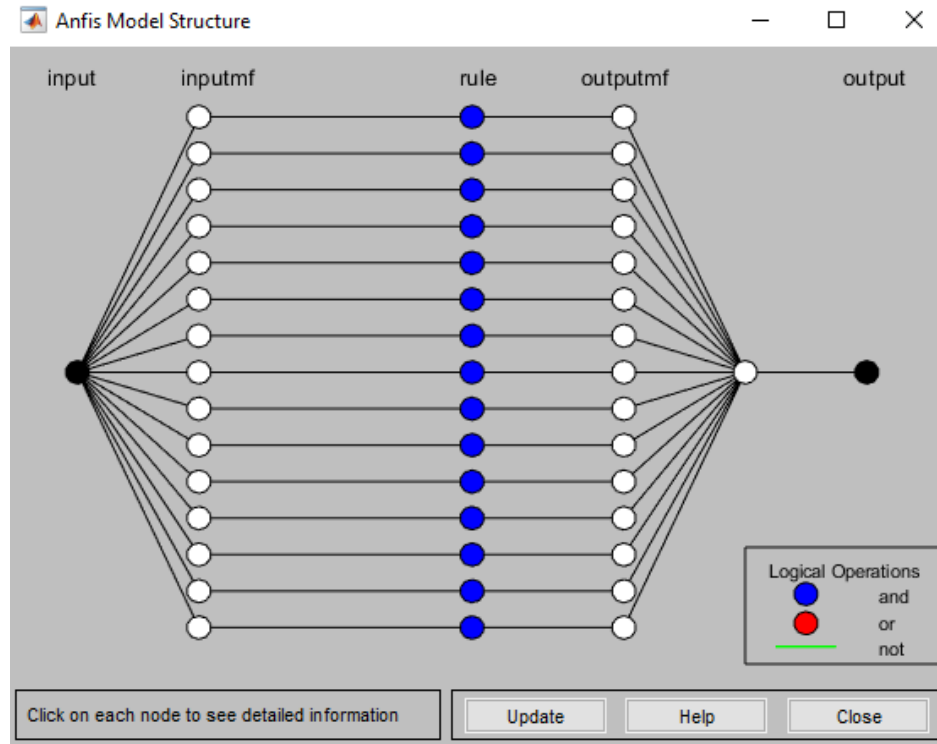 Anfis Model Structure
input inputmf rule outputmf output
Logical Operations
and
or
not
Click on each node to see detailed information
Update Help Close